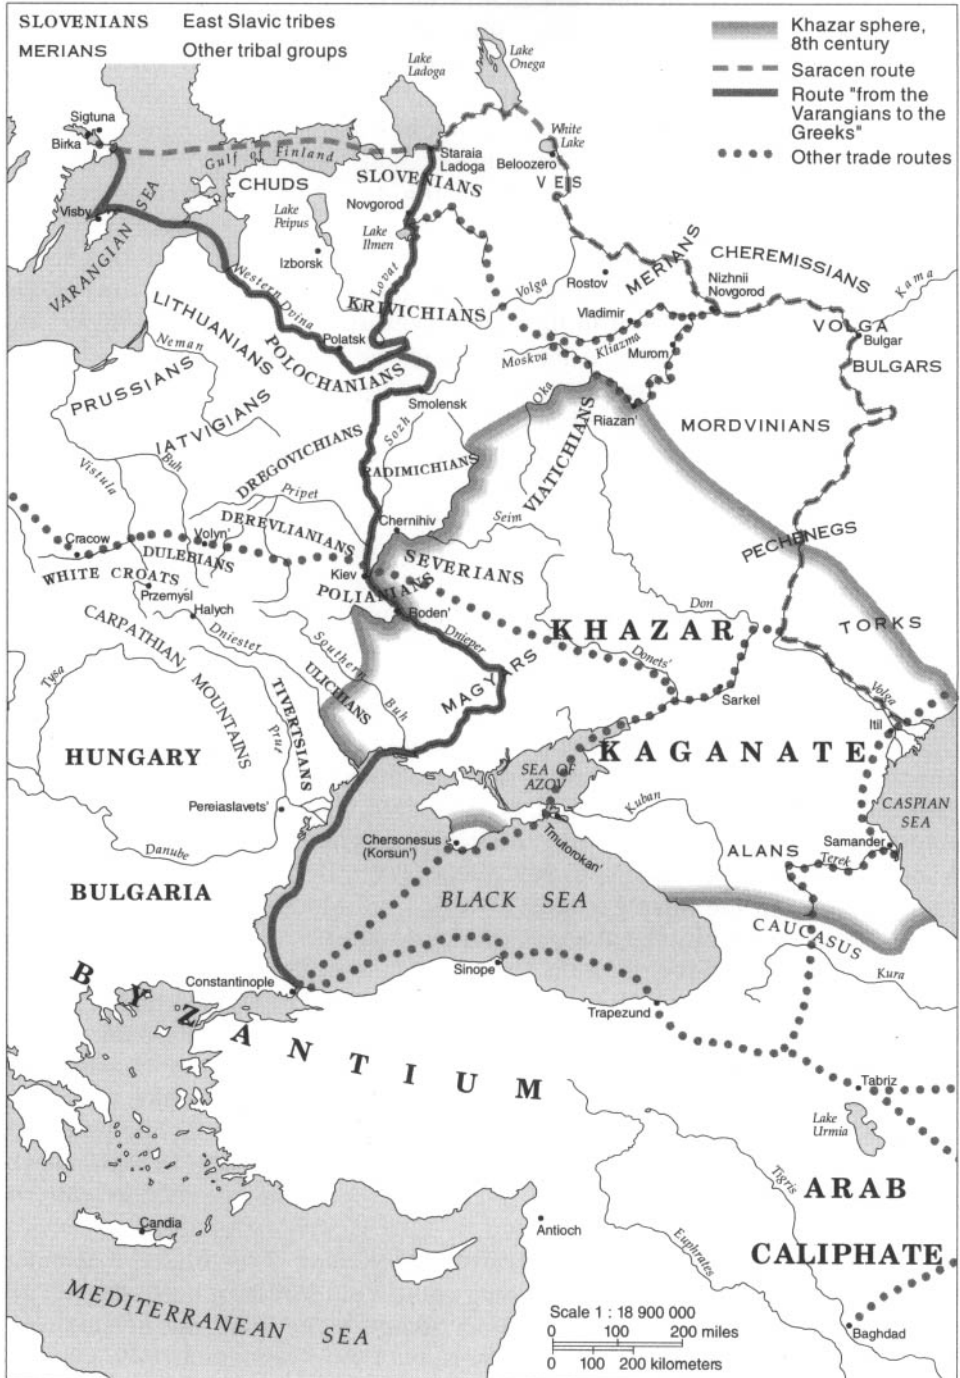 SLOVENIANS East Slavic tribes
MERIANS Other tribal groups
Khazar sphere,
8th century
Saracen route
Route "from the
Varangians to the
Greeks"
Other trade routes
Lake
Onega
Lake
Ladoga
Sigtuna
Birka
White
Lake
Gulf of Finland
Staraia
Ladoga
Beloozero
VES
CHUDS
SLOVENIANS
Visby
VARANGIAN SEA
Lake
Peipus
Novgorod
Lake
Ilmen
Izborsk
Western Dvina
Lovat
Volga
Rostov
MERIANS
CHEREMISSIANS
Nizhnii
Novgorod
Kama
LITHUANIANS
KRIVICHIANS
Vladimir
VOLGA
Bulgar
BULGARS
Neman
Polatsk
POLOCHANIANS
Moskva
Kliazma
Murom
PRUSSIANS
Smolensk
Oka
Riazan'
IATVIGIANS
Sozh
VIATICHIANS
MORDVINIANS
DREGOVICHIANS
RADIMICHIANS
Vistula
Buh
Pripet
Chernihiv
Seim
PECHENEGS
Cracow
Volyn'
DEREVLIANIANS
DULEBIANS
SEVERIANS
WHITE CROATS
Kiev
POLIANIANS
Przemyśl
Halych
Roden'
Don
CARPATHIAN
MOUNTAINS
Dniester
Southern
Buh
Dnieper
KHAZAR
TORKS
Tysa
ULICHIANS
MAGYARS
Donets'
Volga
TIVERTSIANS
Prut
Sarkel
Itil
HUNGARY
KAGANATE
SEA OF
AZOV
Kuban
CASPIAN
SEA
Pereiaslavets'
Chersonesus
(Korsun')
Tmutorokan'
Samander
ALANS
Terek
Danube
BULGARIA
BLACK SEA
CAUCASUS
Constantinople
Sinope
Kura
BYZANTIUM
Trapezund
Tabriz
Lake
Urmia
Tigris
ARAB
Candia
Antioch
Euphrates
CALIPHATE
MEDITERRANEAN SEA
Scale 1 : 18 900 000
0 100 200 miles
0 100 200 kilometers
Baghdad